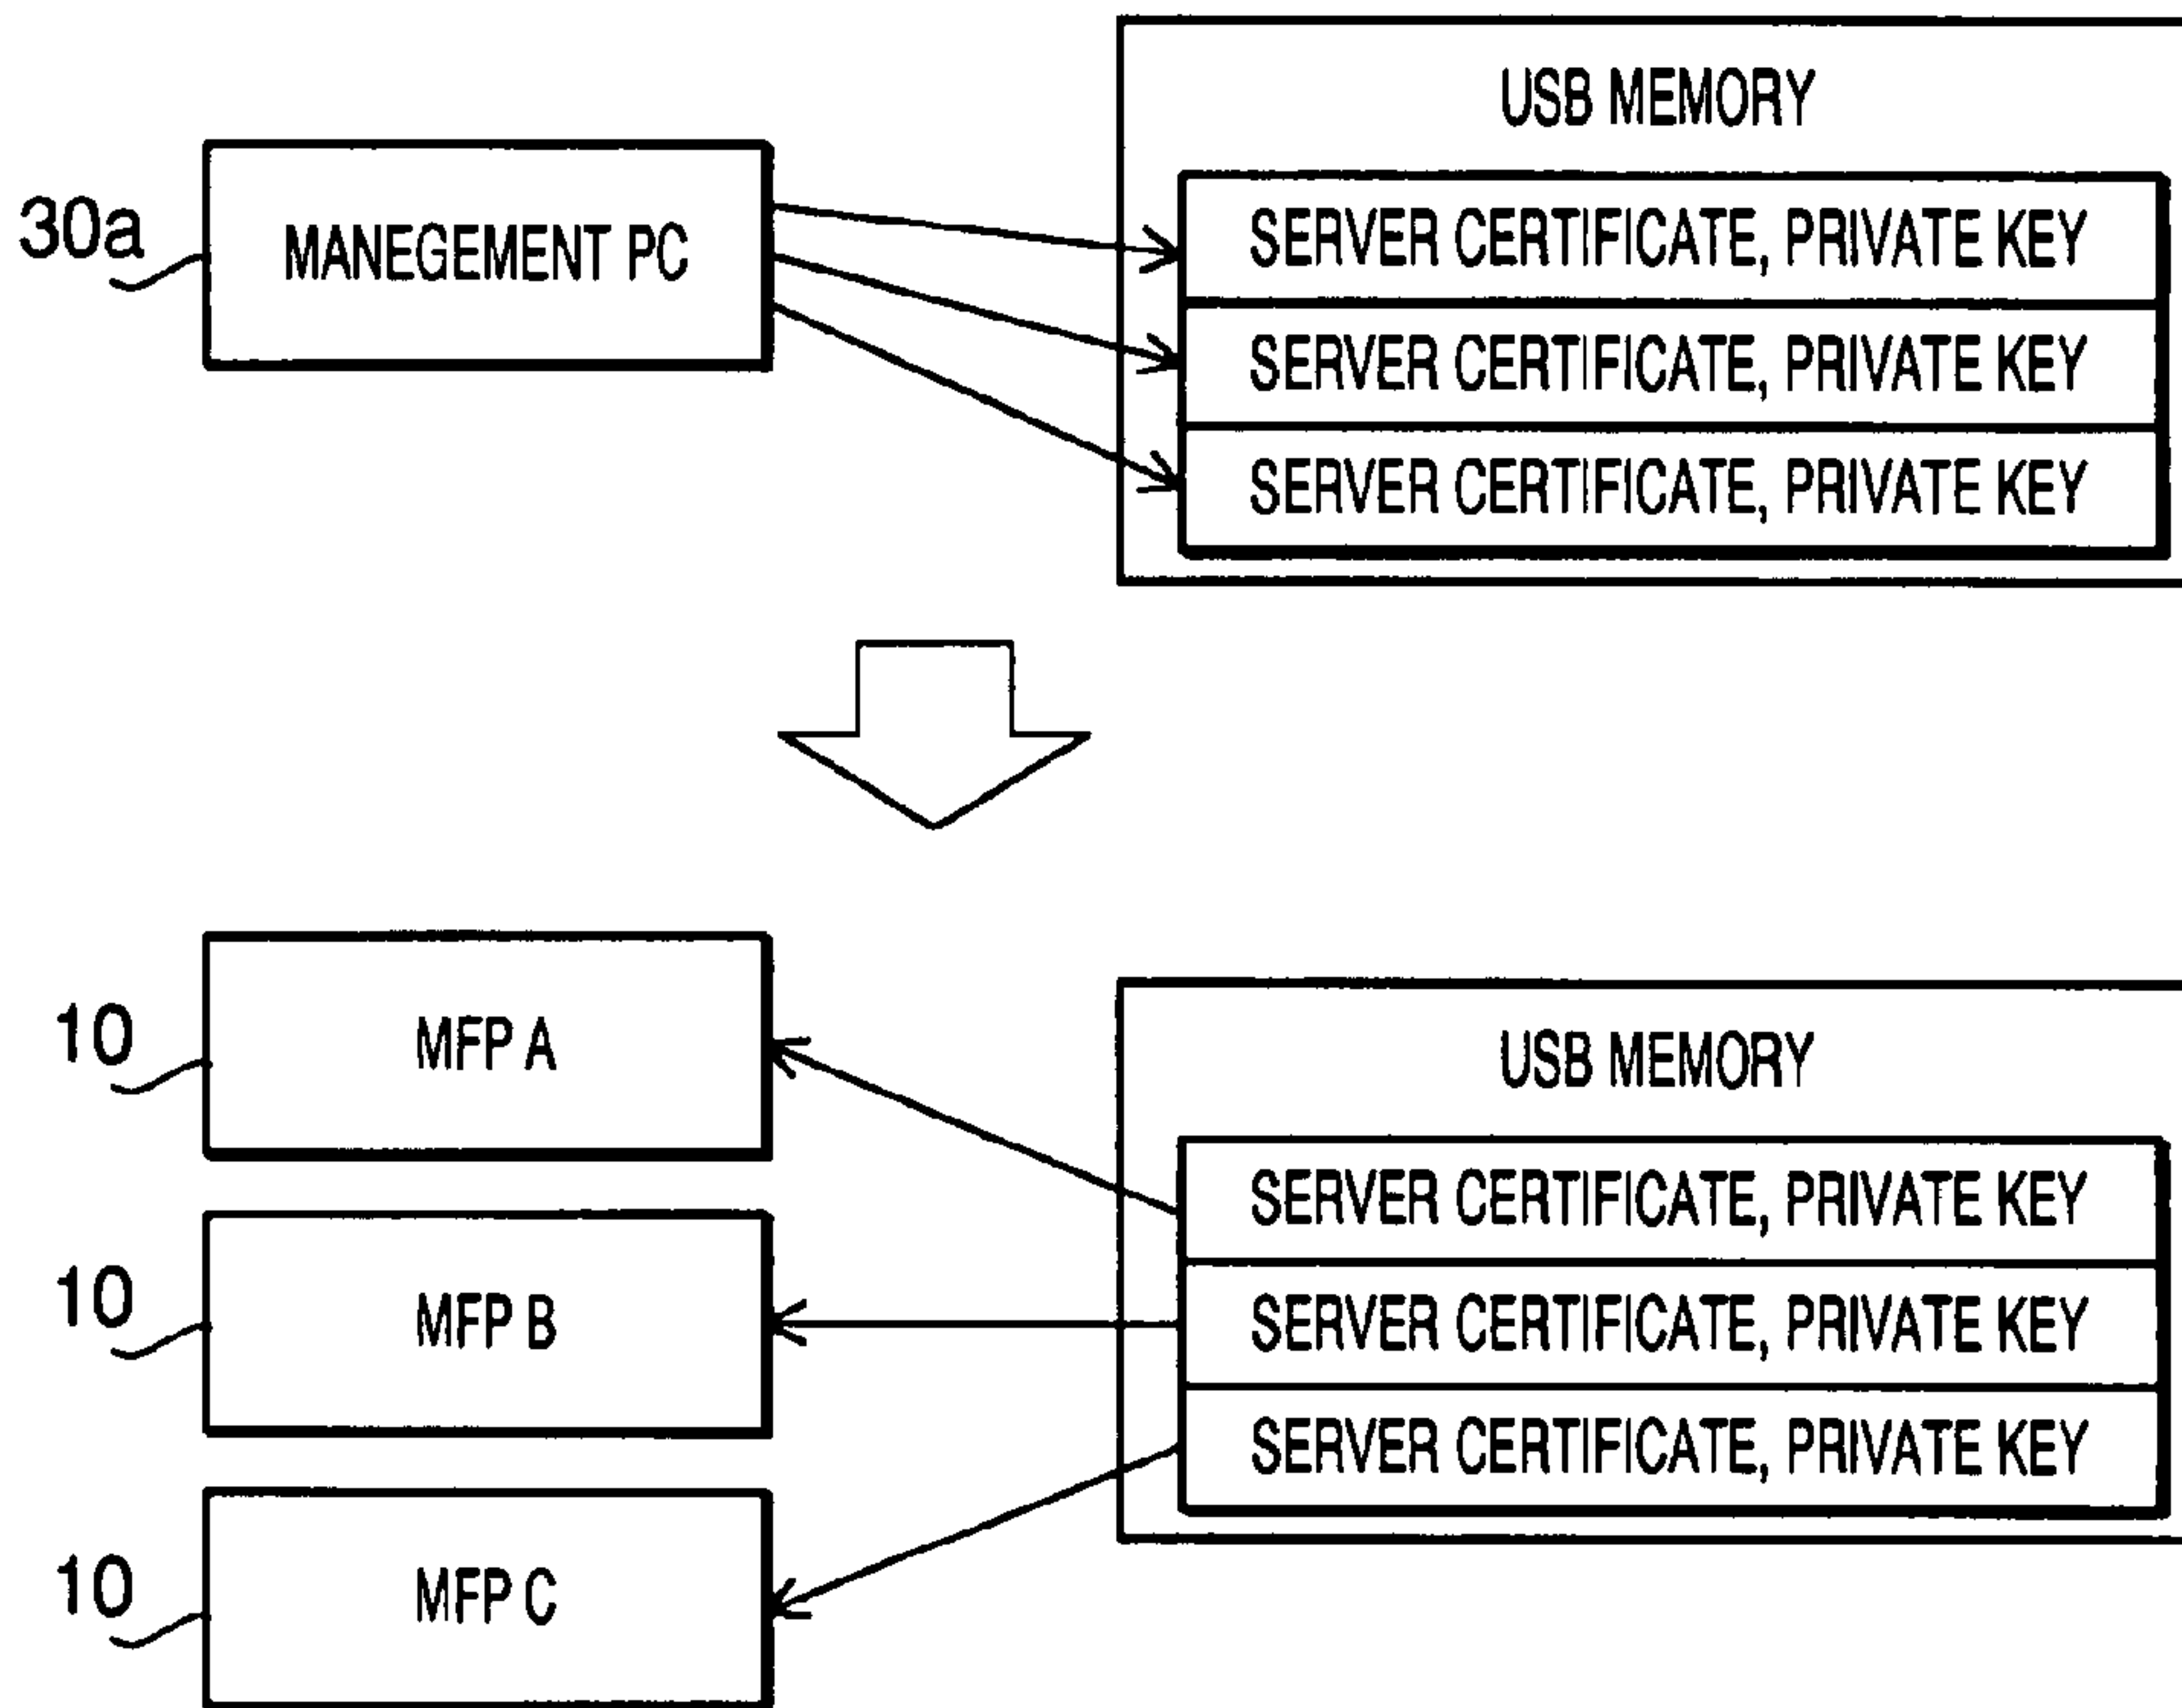 USB MEMORY
30a
MANEGEMENT PC
SERVER CERTIFICATE, PRIVATE KEY
SERVER CERTIFICATE, PRIVATE KEY
SERVER CERTIFICATE, PRIVATE KEY
10
MFP A
10
MFP B
10
MFP C
USB MEMORY
SERVER CERTIFICATE, PRIVATE KEY
SERVER CERTIFICATE, PRIVATE KEY
SERVER CERTIFICATE, PRIVATE KEY